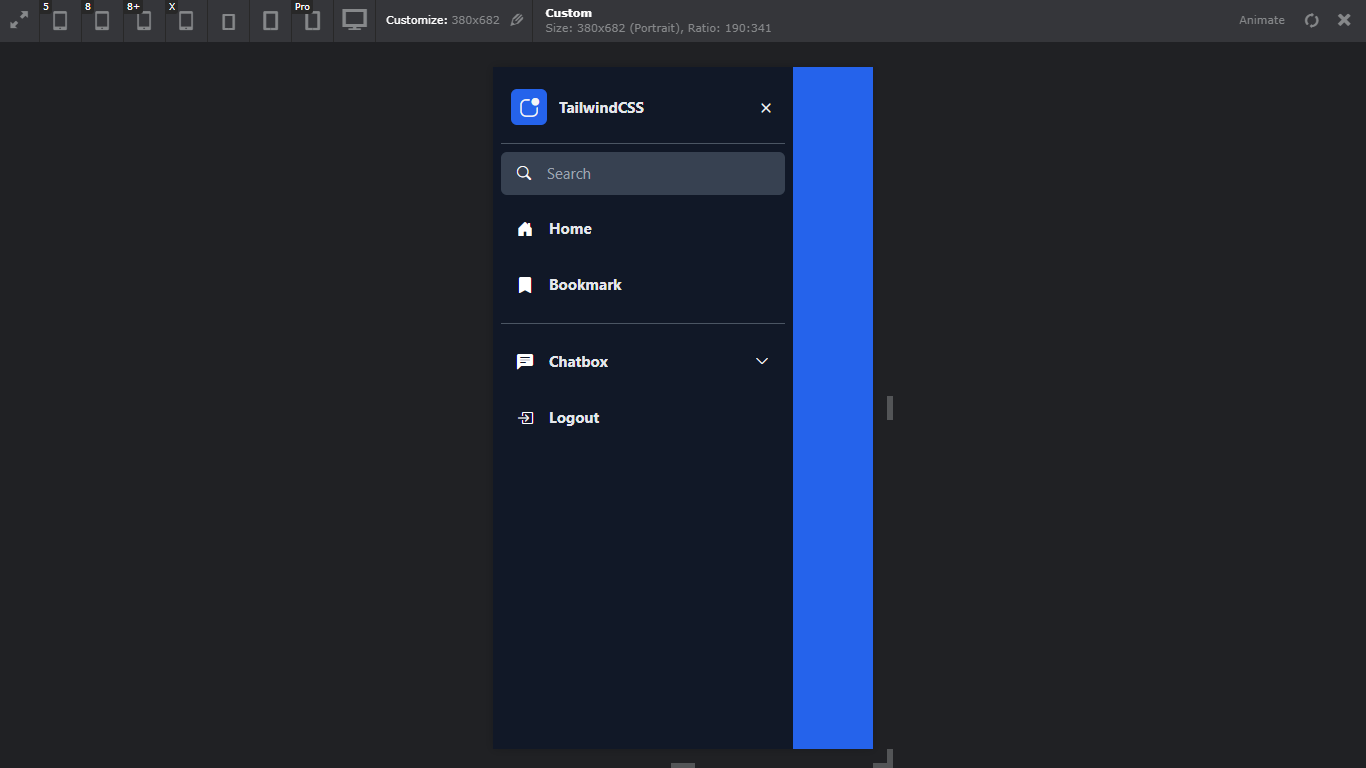 5
8
8+
X
Pro
Customize: 380x682
Custom
Size: 380x682 (Portrait), Ratio: 190:341
Animate
TailwindCSS
Search
Home
Bookmark
Chatbox
Logout